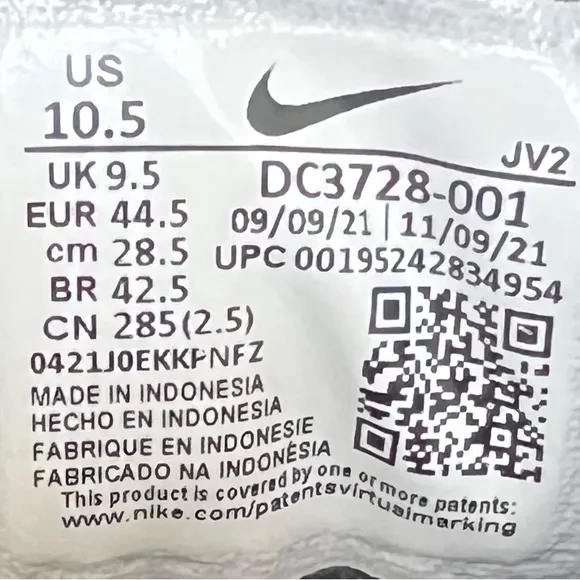 US
10.5
JV2
UK 9.5
EUR 44.5
cm 28.5
BR 42.5
CN 285(2.5)
DC3728-001
09/09/21 | 11/09/21
UPC 00195242834954
0421J0EKKPNFZ
MADE IN INDONESIA
HECHO EN INDONESIA
FABRIQUE EN INDONESIE
FABRICADO NA INDONÉSIA
This product is covered by one or more patents:
www.nike.com/patentsvirtualmarking